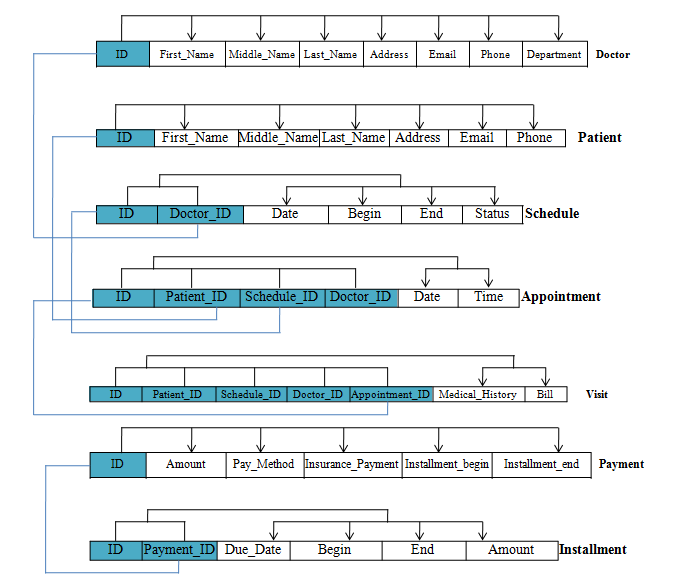 ID First_Name Middle_Name Last_Name Address Email Phone Department Doctor
ID First_Name Middle_Name Last_Name Address Email Phone Patient
ID Doctor_ID Date Begin End Status Schedule
ID Patient_ID Schedule_ID Doctor_ID Date Time Appointment
ID Patient_ID Schedule_ID Doctor_ID Appointment_ID Medical_History Bill Visit
ID Amount Pay_Method Insurance_Payment Installment_begin Installment_end Payment
ID Payment_ID Due_Date Begin End Amount Installment